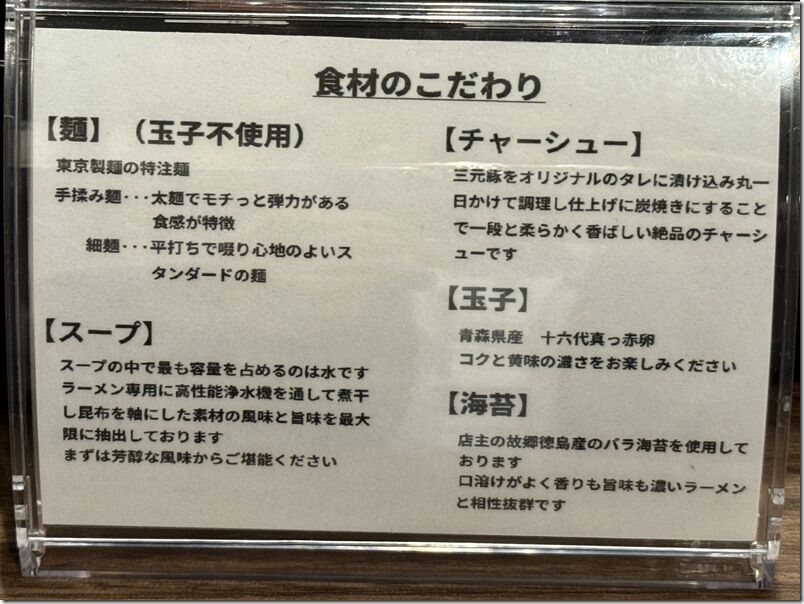 食材のこだわり
【麺】（玉子不使用）
東京製麺の特注麺
手揉み麺･･･太麺でモチっと弾力がある
食感が特徴
細麺･･･平打ちで啜り心地のよいス
タンダードの麺
【スープ】
スープの中で最も容量を占めるのは水です
ラーメン専用に高性能浄水機を通して煮干
し昆布を軸にした素材の風味と旨味を最大
限に抽出しております
まずは芳醇な風味からご堪能ください
【チャーシュー】
三元豚をオリジナルのタレに漬け込み丸一
日かけて調理し仕上げに炭焼きにすること
で一段と柔らかく香ばしい絶品のチャーシ
ューです
【玉子】
青森県産　十六代真っ赤卵
コクと黄味の濃さをお楽しみください
【海苔】
店主の故郷徳島産のバラ海苔を使用して
おります
口溶けがよく香りも旨味も濃いラーメン
と相性抜群です